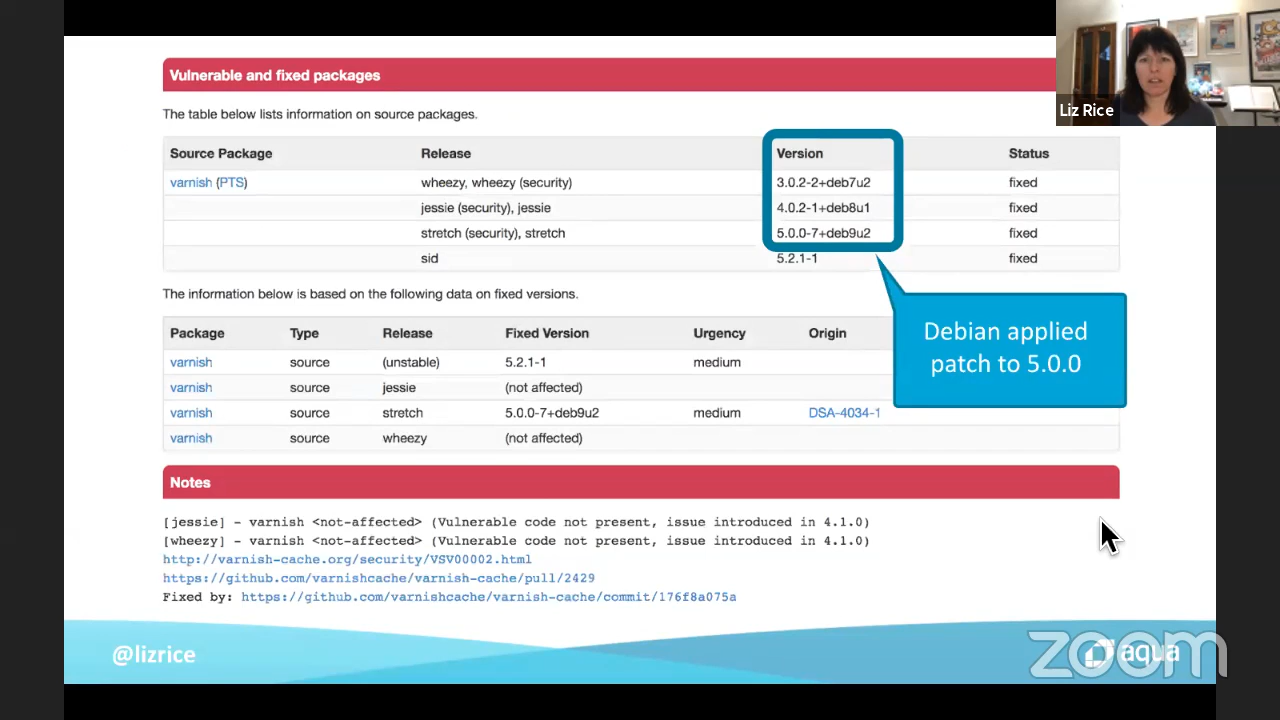 Vulnerable and fixed packages
Liz Rice
The table below lists information on source packages.
Source Package Release Version Status
varnish (PTS) wheezy, wheezy (security) 3.0.2-2+deb7u2 fixed
jessie (security), jessie 4.0.2-1+deb8u1 fixed
stretch (security), stretch 5.0.0-7+deb9u2 fixed
sid 5.2.1-1 fixed
The information below is based on the following data on fixed versions.
Package Type Release Fixed Version Urgency Origin
varnish source (unstable) 5.2.1-1 medium
varnish source jessie (not affected)
varnish source stretch 5.0.0-7+deb9u2 medium DSA-4034-1
varnish source wheezy (not affected)
Debian applied
patch to 5.0.0
Notes
[jessie] - varnish <not-affected> (Vulnerable code not present, issue introduced in 4.1.0)
[wheezy] - varnish <not-affected> (Vulnerable code not present, issue introduced in 4.1.0)
http://varnish-cache.org/security/VSV00002.html
https://github.com/varnishcache/varnish-cache/pull/2429
Fixed by: https://github.com/varnishcache/varnish-cache/commit/176f8a075a
@lizrice
aqua
zoom